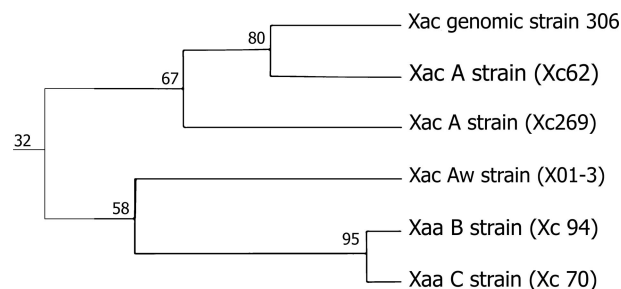 Xac genomic strain 306
80
Xac A strain (Xc62)
67
Xac A strain (Xc269)
32
Xac Aw strain (X01-3)
58
Xaa B strain (Xc 94)
95
Xaa C strain (Xc 70)